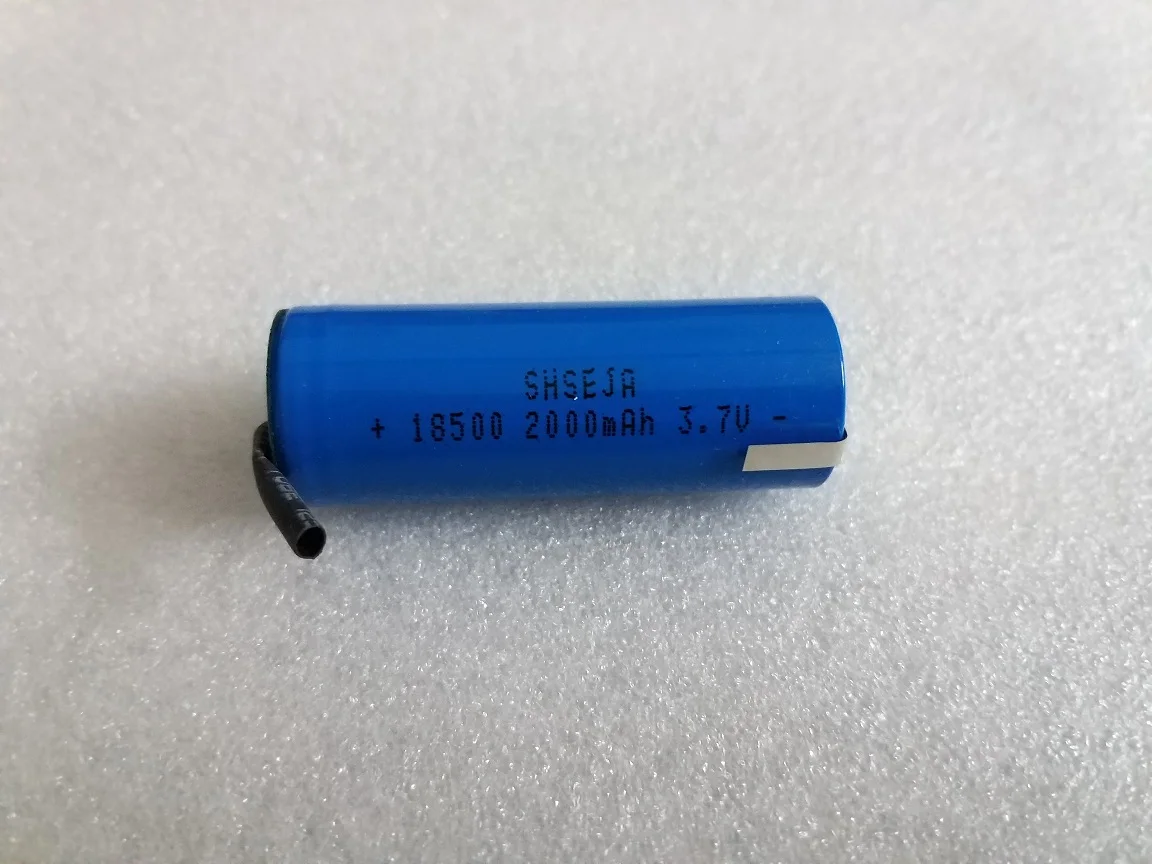 SHSEJA
+ 18500 2000mAh 3.7V -